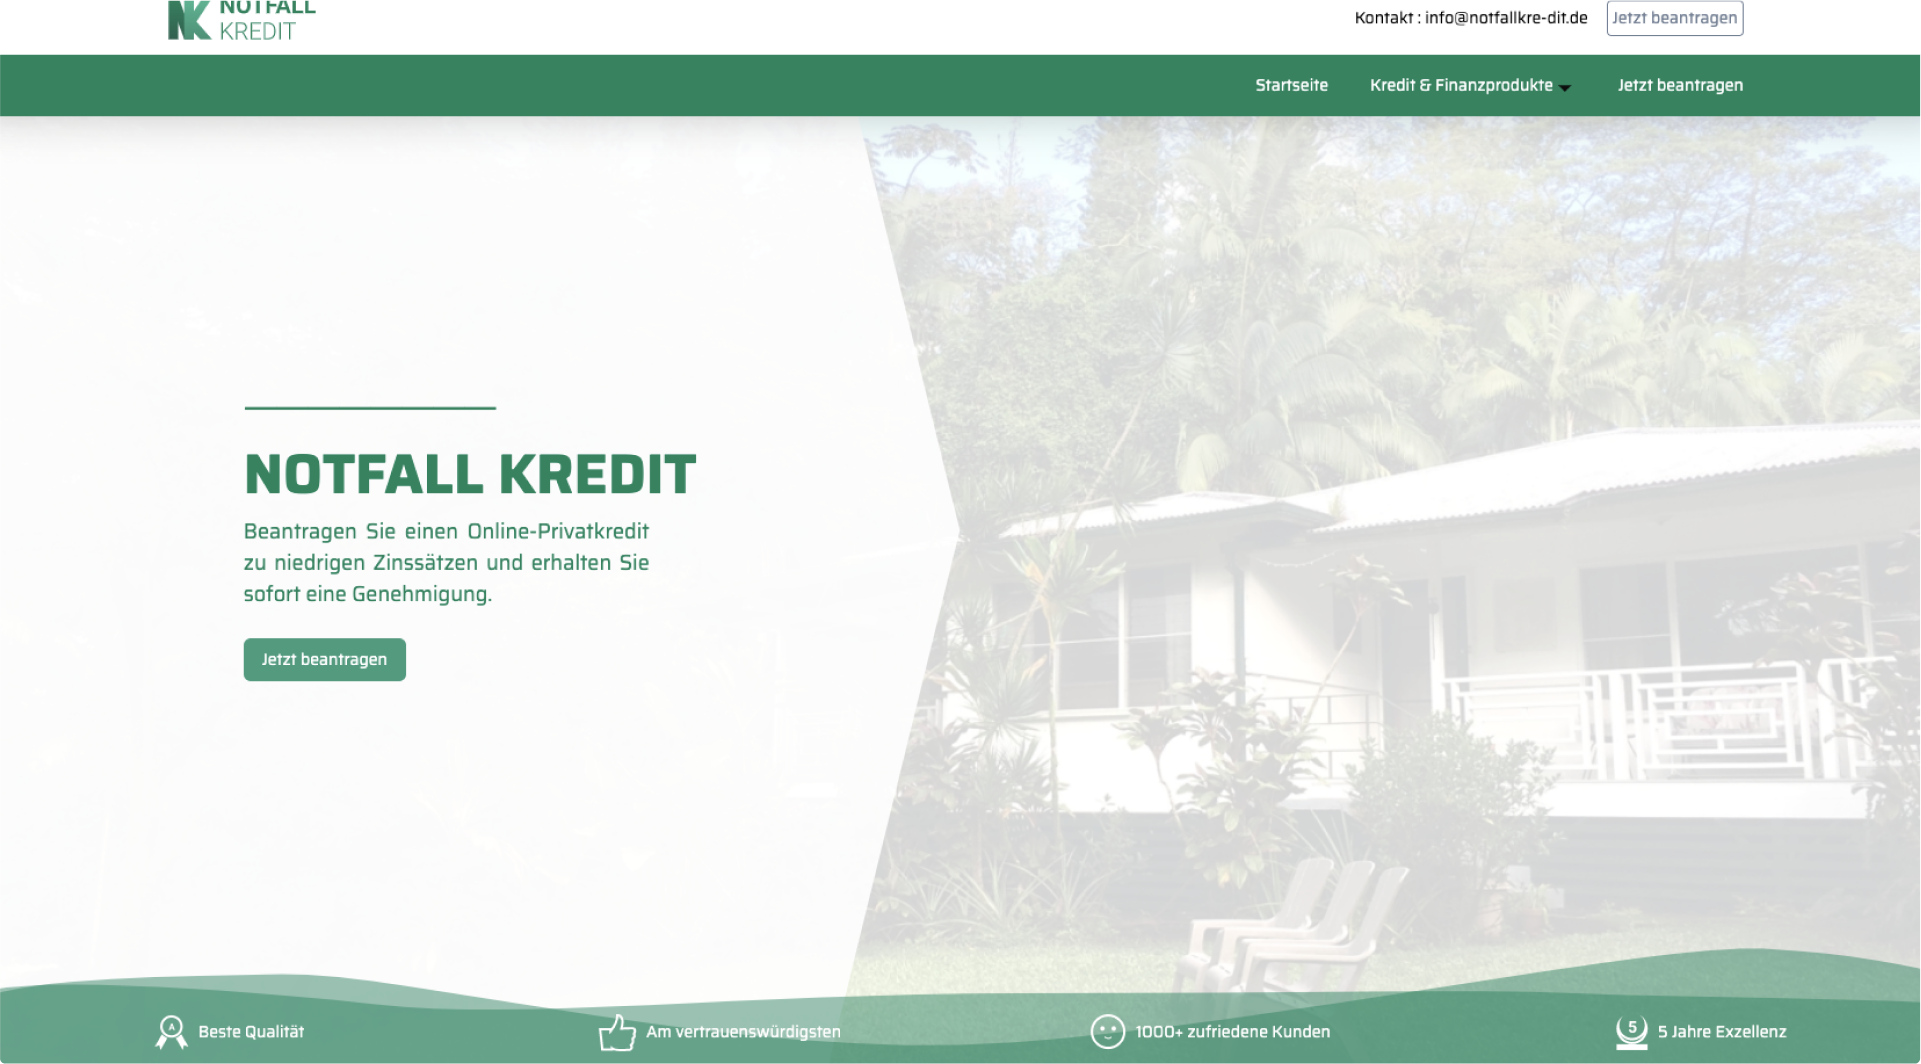 NOTFALL
KREDIT
Kontakt : info@notfallkre-dit.de
Jetzt beantragen
Startseite
Kredit & Finanzprodukte
Jetzt beantragen
NOTFALL KREDIT
Beantragen Sie einen Online-Privatkredit
zu niedrigen Zinssätzen und erhalten Sie
sofort eine Genehmigung.
Jetzt beantragen
A
Beste Qualität
Am vertrauenswürdigsten
1000+ zufriedene Kunden
5
5 Jahre Exzellenz